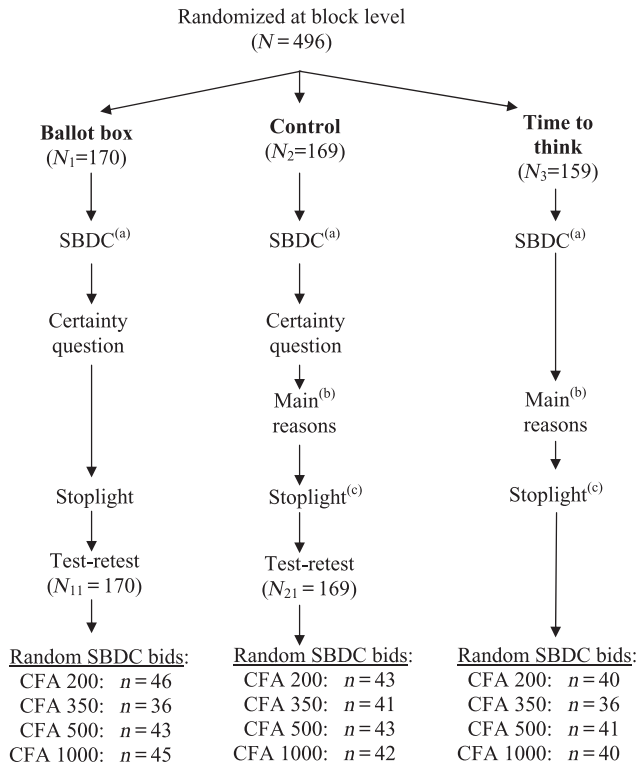 Randomized at block level
(N = 496)
Ballot box
(N1=170)
SBDC(a)
Certainty
question
Stoplight
Test-retest
(N11 = 170)
Random SBDC bids:
CFA 200: n = 46
CFA 350: n = 36
CFA 500: n = 43
CFA 1000: n = 45
Control
(N2=169)
SBDC(a)
Certainty
question
Main(b)
reasons
Stoplight(c)
Test-retest
(N21 = 169)
Random SBDC bids:
CFA 200: n = 43
CFA 350: n = 41
CFA 500: n = 43
CFA 1000: n = 42
Time to
think
(N3=159)
SBDC(a)
Main(b)
reasons
Stoplight(c)
Random SBDC bids:
CFA 200: n = 40
CFA 350: n = 36
CFA 500: n = 41
CFA 1000: n = 40